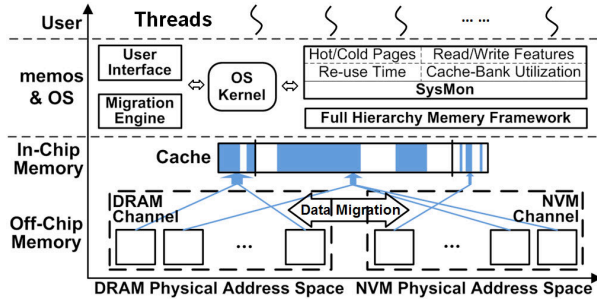 User
Threads
... ...
memos
& OS
User
Interface
Migration
Engine
OS
Kernel
Hot/Cold Pages
Read/Write Features
Re-use Time
Cache-Bank Utilization
SysMon
Full Hierarchy Memery Framework
In-Chip
Memory
Cache
Off-Chip
Memory
DRAM
Channel
Data Migration
NVM
Channel
...
...
DRAM Physical Address Space
NVM Physical Address Space